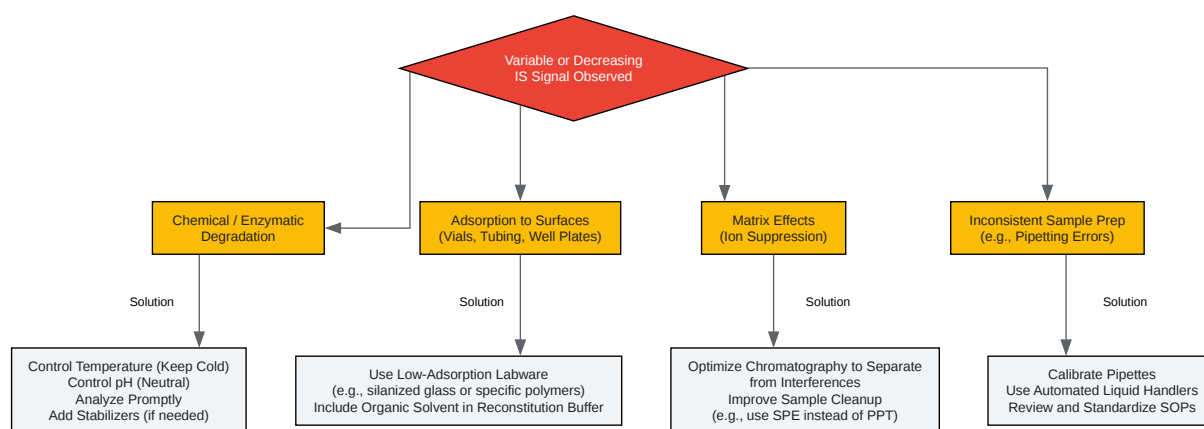 Variable or Decreasing
IS Signal Observed
Chemical / Enzymatic
Degradation
Adsorption to Surfaces
(Vials, Tubing, Well Plates)
Matrix Effects
(Ion Suppression)
Inconsistent Sample Prep
(e.g., Pipetting Errors)
Solution
Solution
Solution
Solution
Control Temperature (Keep Cold)
Control pH (Neutral)
Analyze Promptly
Add Stabilizers (if needed)
Use Low-Adsorption Labware
(e.g., silanized glass or specific polymers)
Include Organic Solvent in Reconstitution Buffer
Optimize Chromatography to Separate
from Interferences
Improve Sample Cleanup
(e.g., use SPE instead of PPT)
Calibrate Pipettes
Use Automated Liquid Handlers
Review and Standardize SOPs